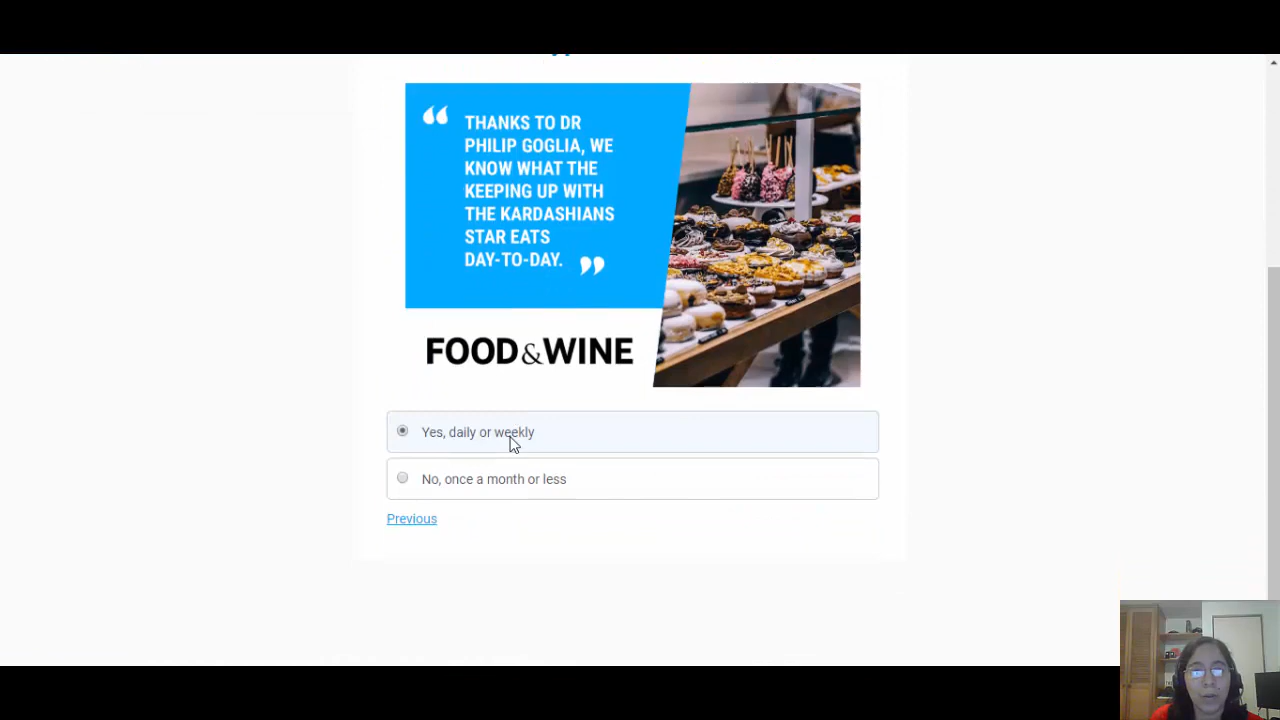 “ THANKS TO DR
PHILIP GOGLIA, WE
KNOW WHAT THE
KEEPING UP WITH
THE KARDASHIANS
STAR EATS
DAY-TO-DAY. ”
FOOD&WINE
Yes, daily or weekly
No, once a month or less
Previous